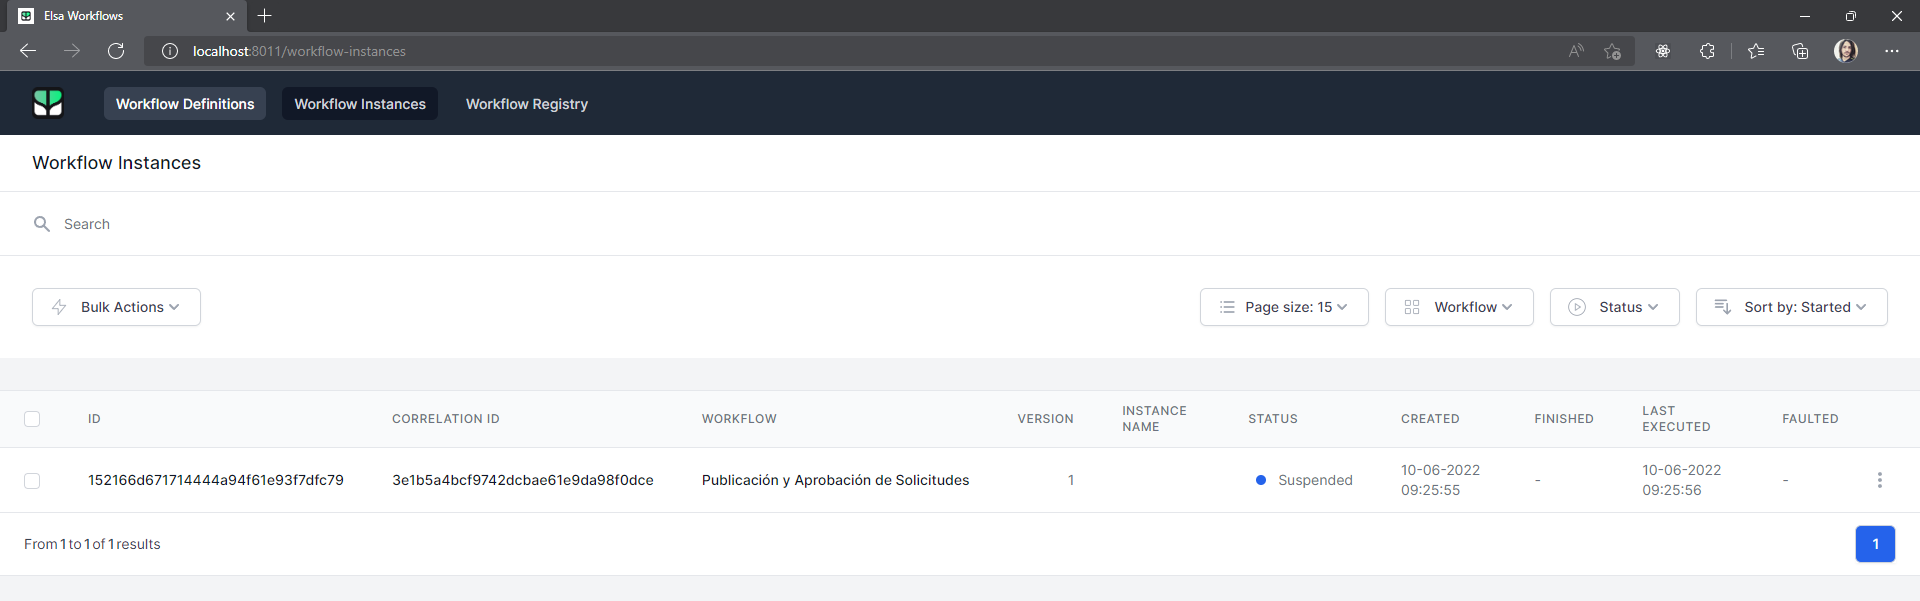 Elsa Workflows
localhost:8011/workflow-instances
Workflow Definitions
Workflow Instances
Workflow Registry
Workflow Instances
Search
Bulk Actions
Page size: 15
Workflow
Status
Sort by: Started
ID
CORRELATION ID
WORKFLOW
VERSION
INSTANCE
NAME
STATUS
CREATED
FINISHED
LAST
EXECUTED
FAULTED
152166d671714444a94f61e93f7dfc79
3e1b5a4bcf9742dcbae61e9da98f0dce
Publicación y Aprobación de Solicitudes
1
Suspended
10-06-2022
09:25:55
-
10-06-2022
09:25:56
-
From 1 to 1 of 1 results
1